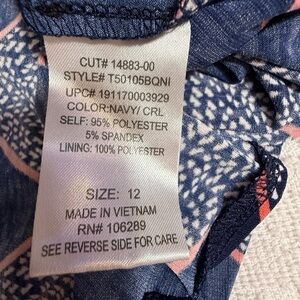 CUT# 14883-00
STYLE# T50105BQNI
UPC# 191170003929
COLOR:NAVY/ CRL
SELF: 95% POLYESTER
5% SPANDEX
LINING: 100% POLYESTER
SIZE: 12
MADE IN VIETNAM
RN# 106289
SEE REVERSE SIDE FOR CARE